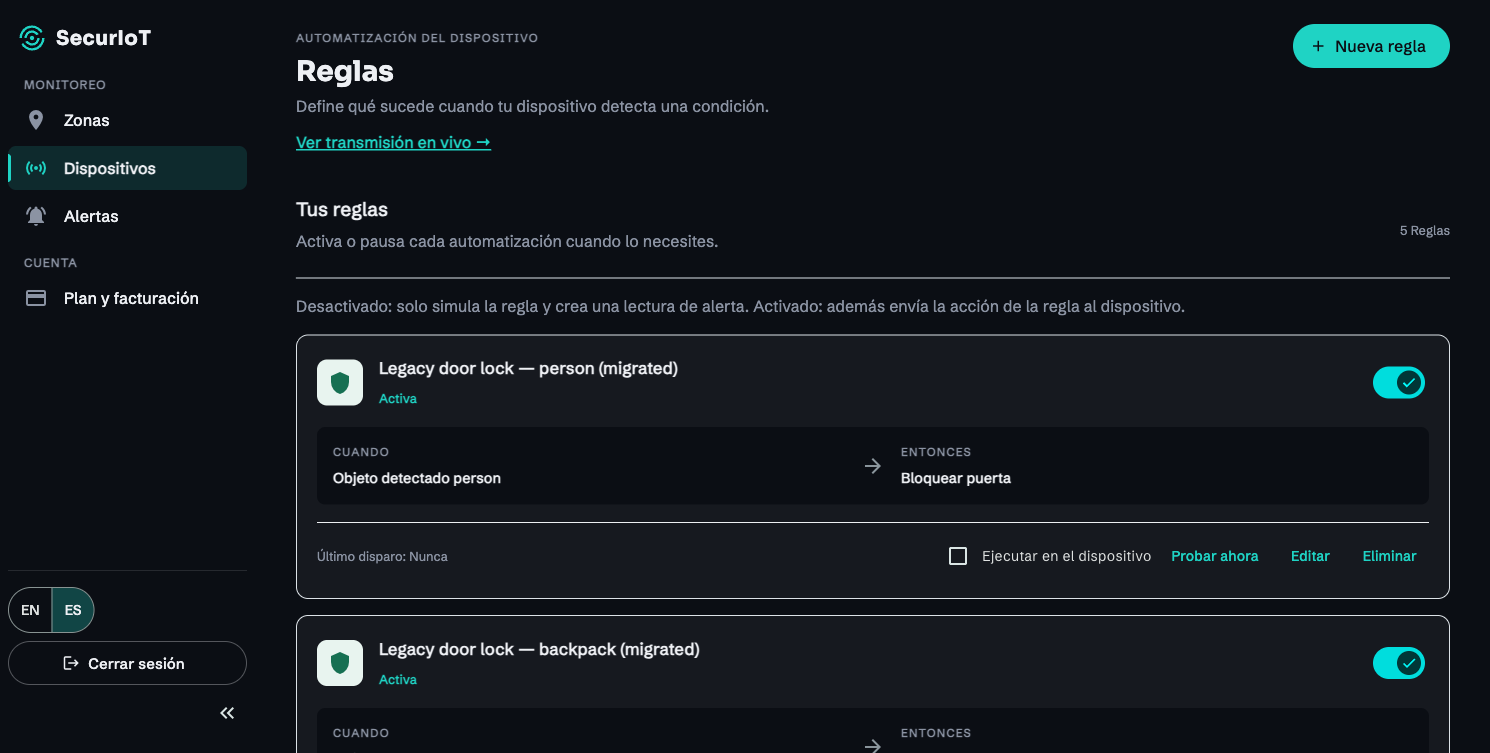 SecurIoT
MONITOREO
Zonas
Dispositivos
Alertas
CUENTA
Plan y facturación
EN
ES
Cerrar sesión
AUTOMATIZACIÓN DEL DISPOSITIVO
Reglas
Define qué sucede cuando tu dispositivo detecta una condición.
Ver transmisión en vivo →
+ Nueva regla
Tus reglas
Activa o pausa cada automatización cuando lo necesites.
5 Reglas
Desactivado: solo simula la regla y crea una lectura de alerta. Activado: además envía la acción de la regla al dispositivo.
Legacy door lock — person (migrated)
Activa
CUANDO
Objeto detectado person
ENTONCES
Bloquear puerta
Último disparo: Nunca
Ejecutar en el dispositivo
Probar ahora
Editar
Eliminar
Legacy door lock — backpack (migrated)
Activa
CUANDO
ENTONCES